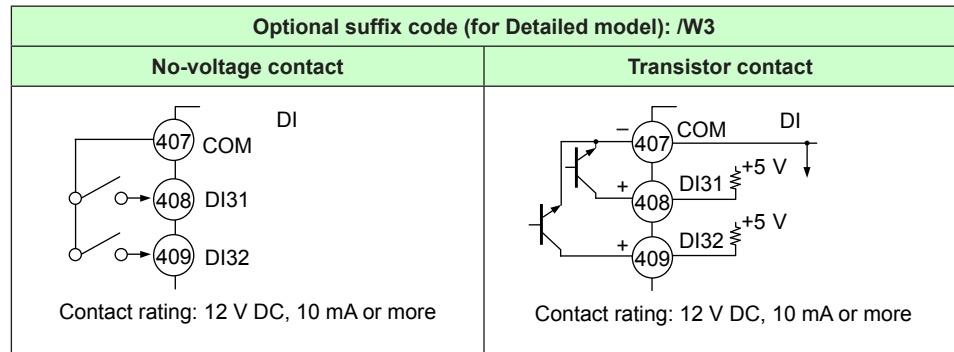 Optional suffix code (for Detailed model): /W3
No-voltage contact
Transistor contact
DI
407
COM
408
DI31
409
DI32
Contact rating: 12 V DC, 10 mA or more
–
407
COM
DI
+
408
DI31
+5 V
+
409
DI32
+5 V
Contact rating: 12 V DC, 10 mA or more